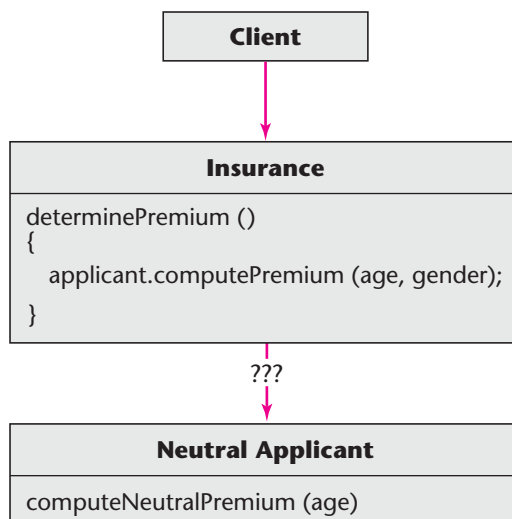 Client
Insurance
determinePremium ()
{
applicant.computePremium (age, gender);
}
???
Neutral Applicant
computeNeutralPremium (age)